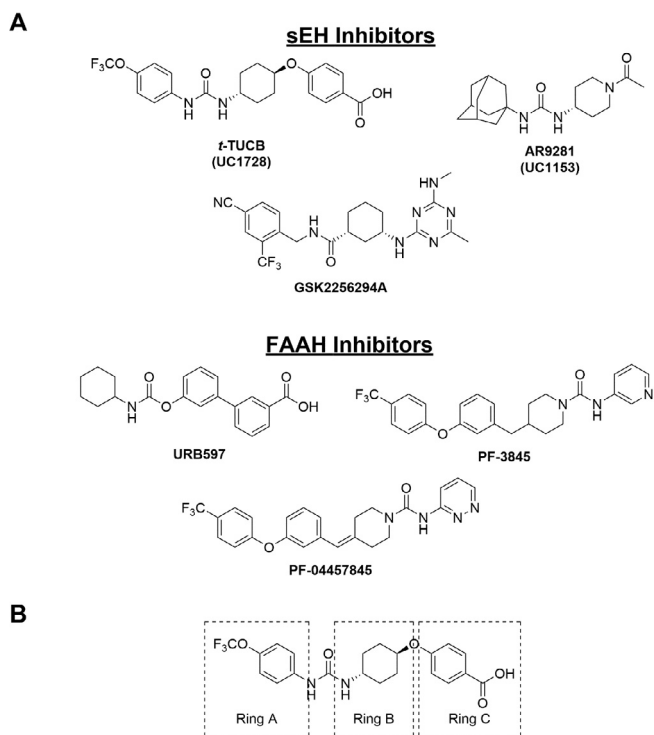 A
sEH Inhibitors
F3CO
O
N
H
N
H
O
OH
O
t-TUCB
(UC1728)
O
N
O
N
H
N
H
AR9281
(UC1153)
NC
CF3
H
N
O
N
H
HN
N
N
N
GSK2256294A
FAAH Inhibitors
N
H
O
O
O
OH
URB597
F3C
O
N
O
N
H
N
PF-3845
F3C
O
N
O
N
H
N
N
PF-04457845
B
F3CO
N
H
O
N
H
O
OH
O
Ring A
Ring B
Ring C